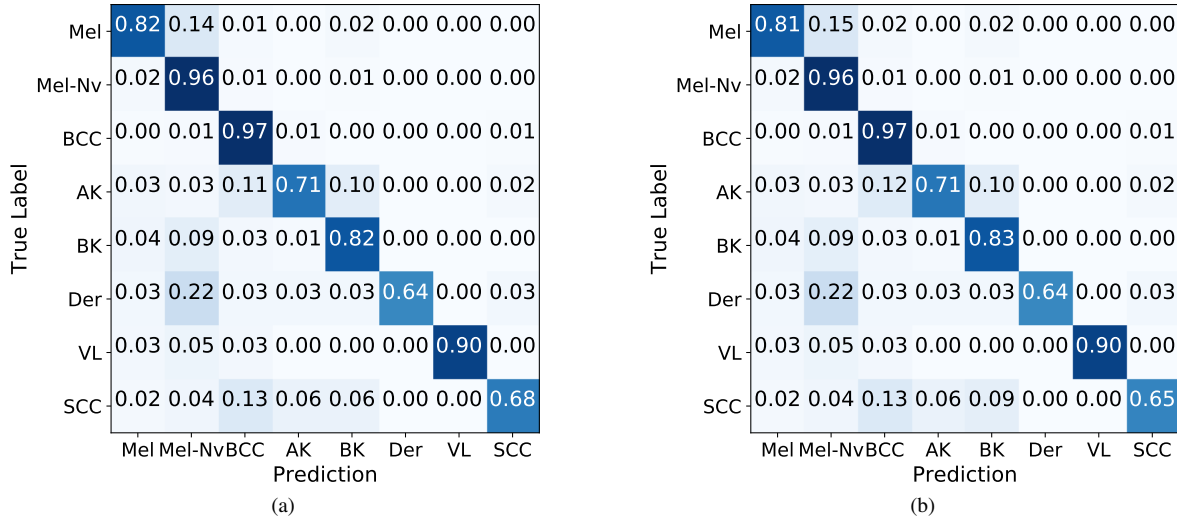 Mel 0.82 0.14 0.01 0.00 0.02 0.00 0.00 0.00
Mel-Nv 0.02 0.96 0.01 0.00 0.01 0.00 0.00 0.00
BCC 0.00 0.01 0.97 0.01 0.00 0.00 0.00 0.01
AK 0.03 0.03 0.11 0.71 0.10 0.00 0.00 0.02
BK 0.04 0.09 0.03 0.01 0.82 0.00 0.00 0.00
Der 0.03 0.22 0.03 0.03 0.03 0.64 0.00 0.03
VL 0.03 0.05 0.03 0.00 0.00 0.00 0.90 0.00
SCC 0.02 0.04 0.13 0.06 0.06 0.00 0.00 0.68
True Label
Mel Mel-Nv BCC AK BK Der VL SCC
Prediction
(a)
Mel 0.81 0.15 0.02 0.00 0.02 0.00 0.00 0.00
Mel-Nv 0.02 0.96 0.01 0.00 0.01 0.00 0.00 0.00
BCC 0.00 0.01 0.97 0.01 0.00 0.00 0.00 0.01
AK 0.03 0.03 0.12 0.71 0.10 0.00 0.00 0.02
BK 0.04 0.09 0.03 0.01 0.83 0.00 0.00 0.00
Der 0.03 0.22 0.03 0.03 0.03 0.64 0.00 0.03
VL 0.03 0.05 0.03 0.00 0.00 0.00 0.90 0.00
SCC 0.02 0.04 0.13 0.06 0.09 0.00 0.00 0.65
True Label
Mel Mel-Nv BCC AK BK Der VL SCC
Prediction
(b)